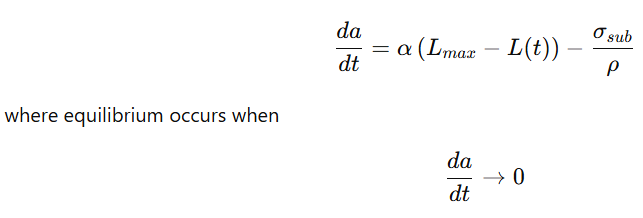 da/dt = α (L_max − L(t)) − σ_sub/ρ
where equilibrium occurs when
da/dt → 0